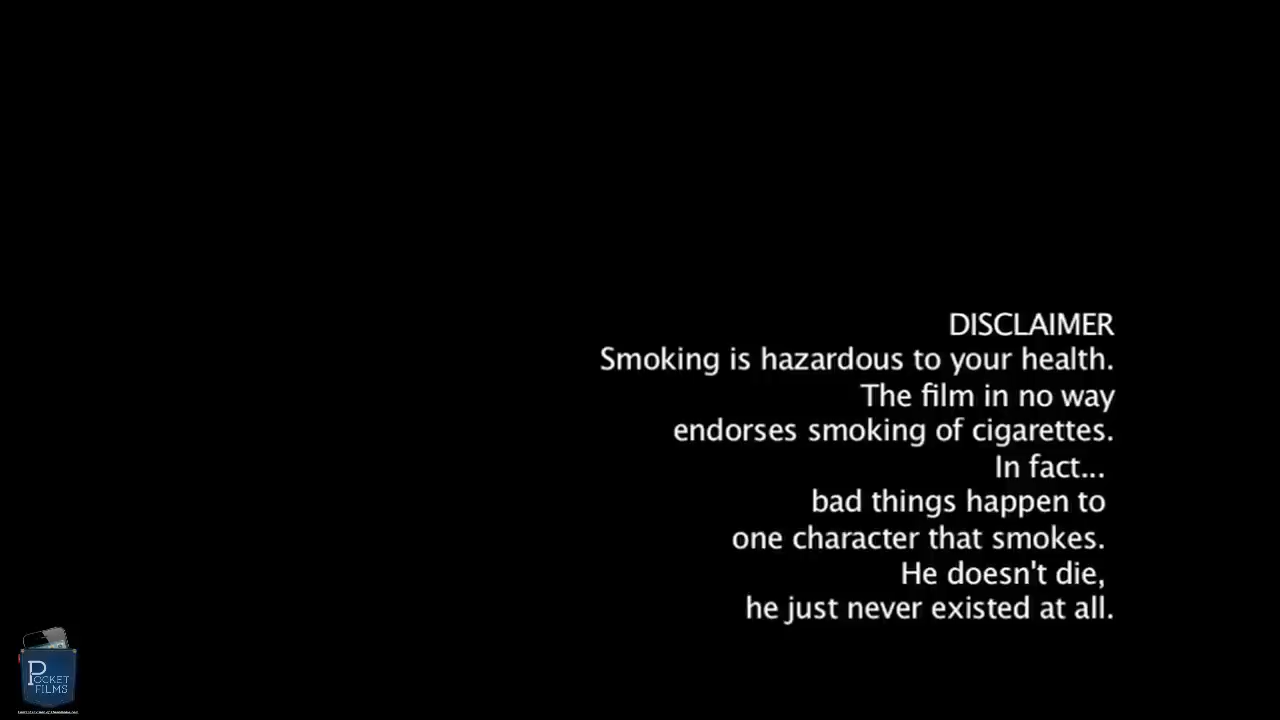 DISCLAIMER
Smoking is hazardous to your health.
The film in no way
endorses smoking of cigarettes.
In fact...
bad things happen to
one character that smokes.
He doesn't die,
he just never existed at all.
POCKET
FILMS